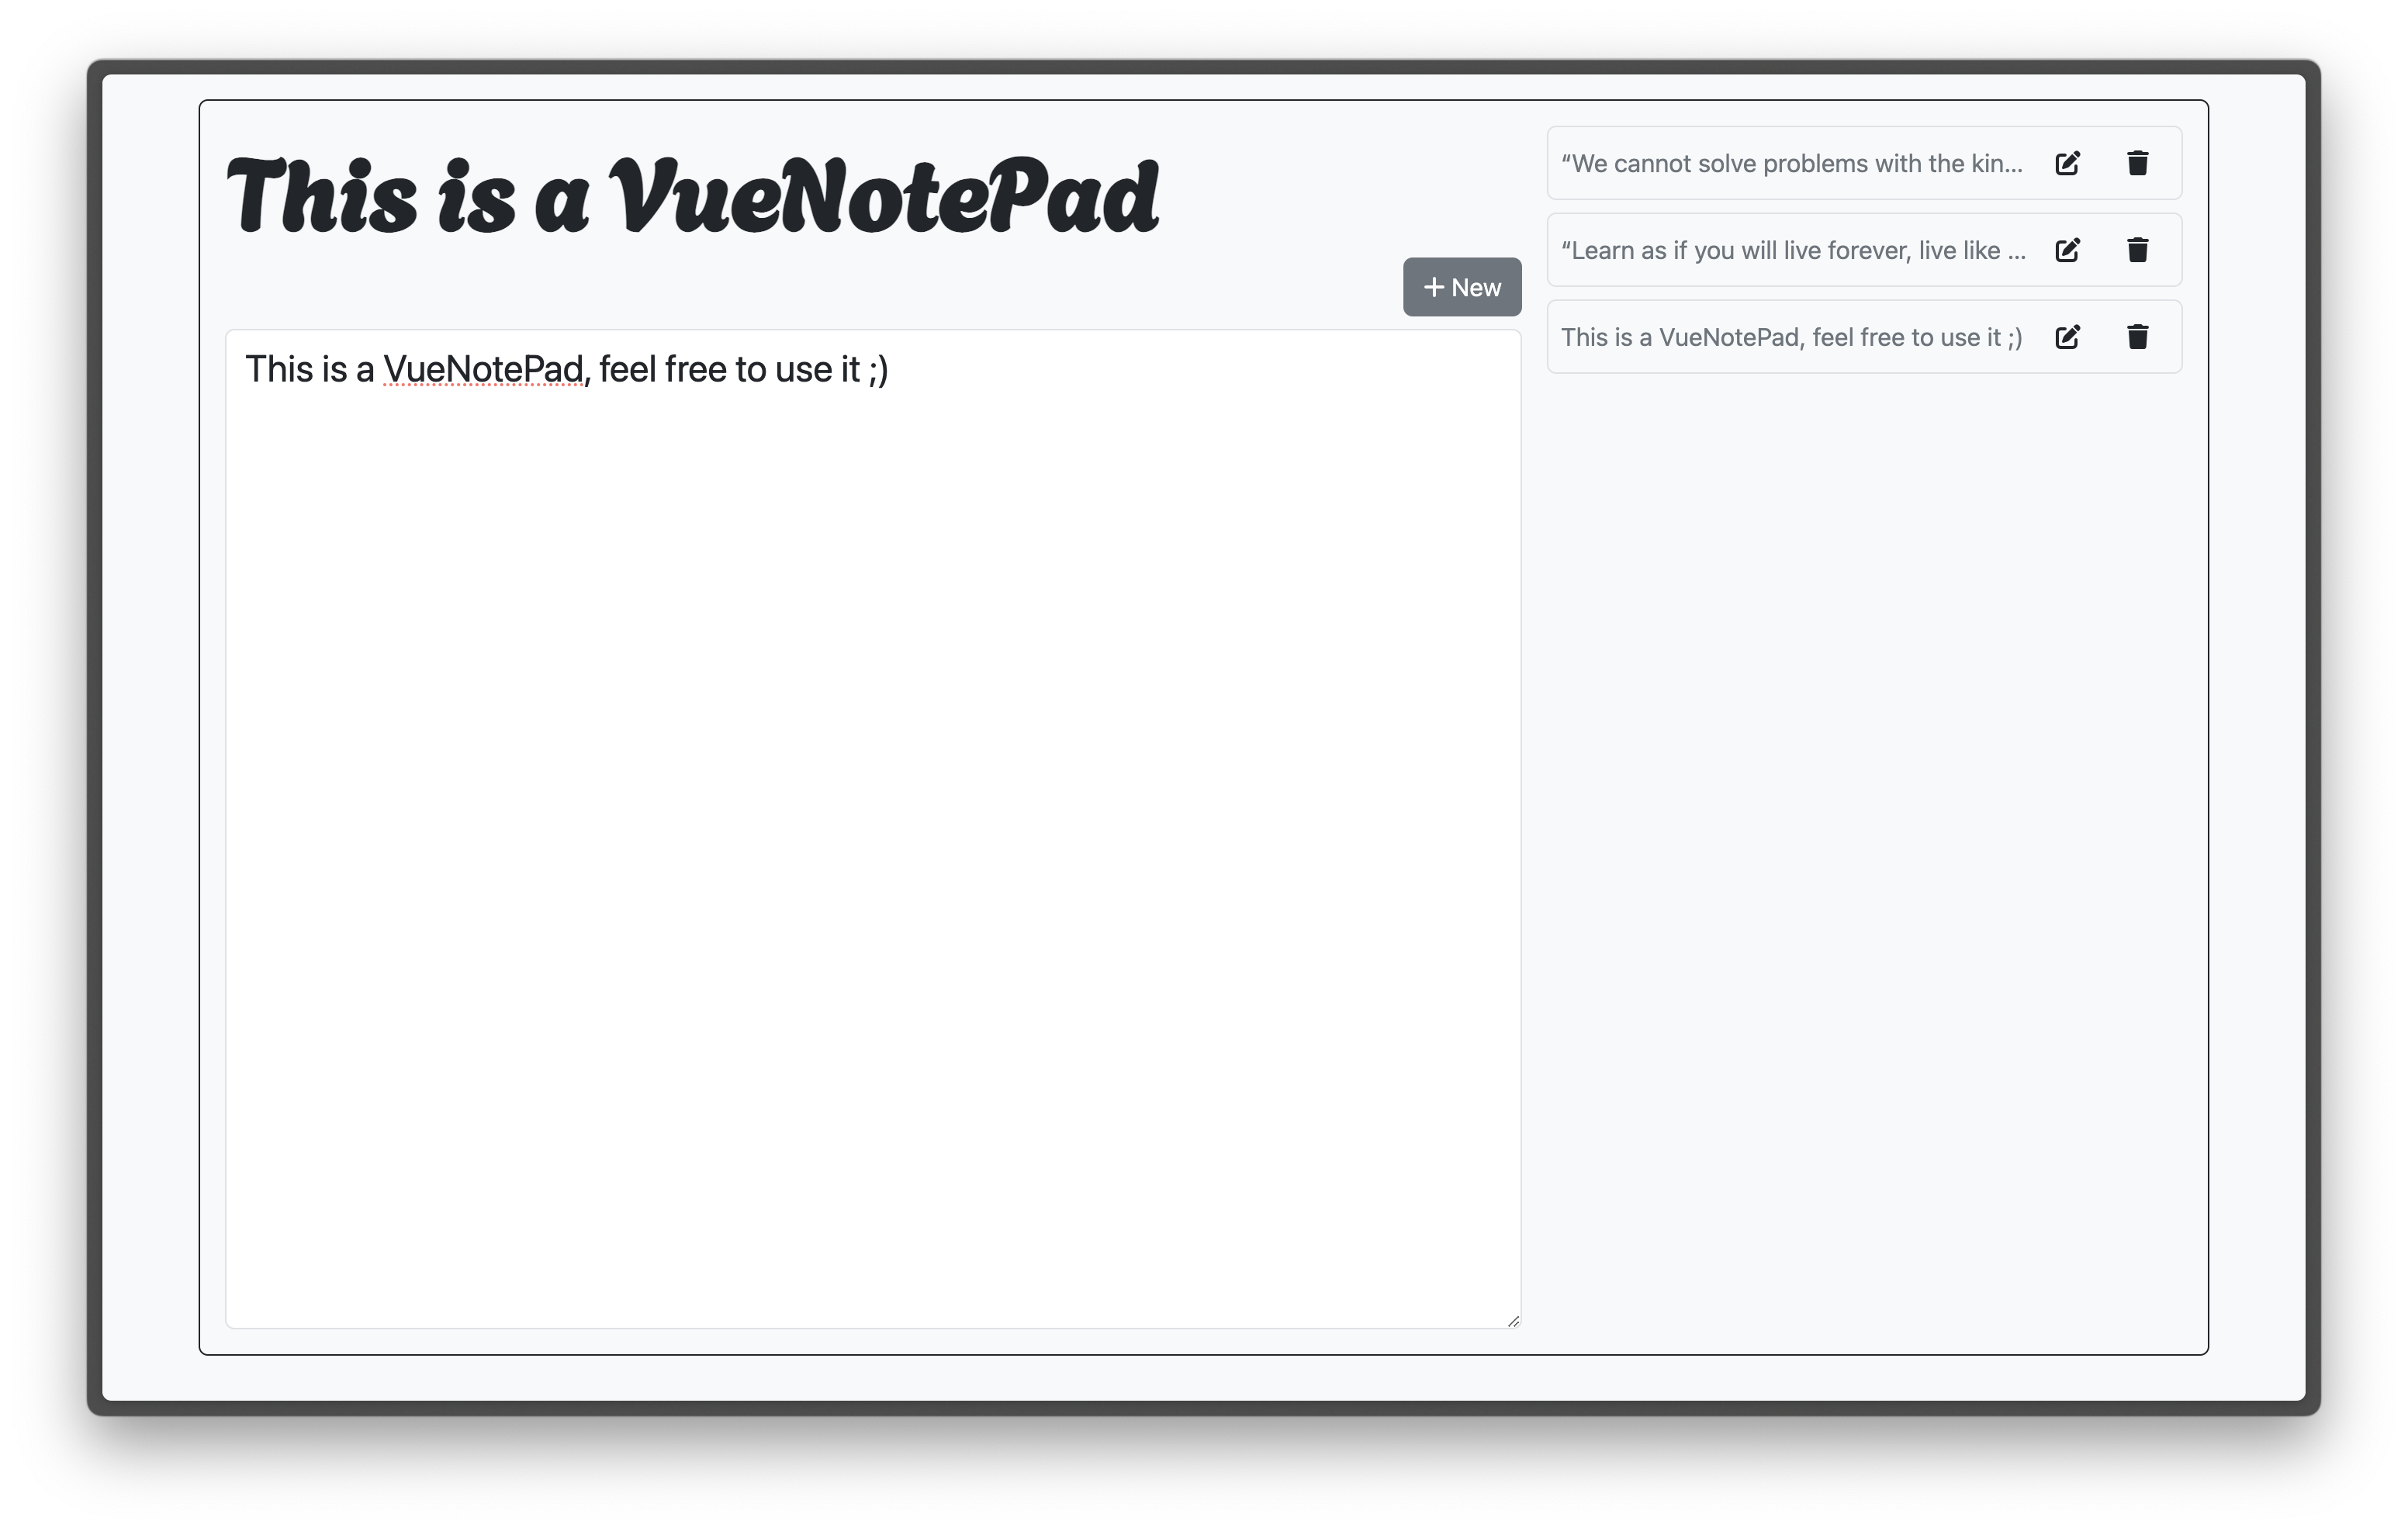 This is a VueNotePad
+ New
This is a VueNotePad, feel free to use it ;)
“We cannot solve problems with the kin...
“Learn as if you will live forever, live like ...
This is a VueNotePad, feel free to use it ;)